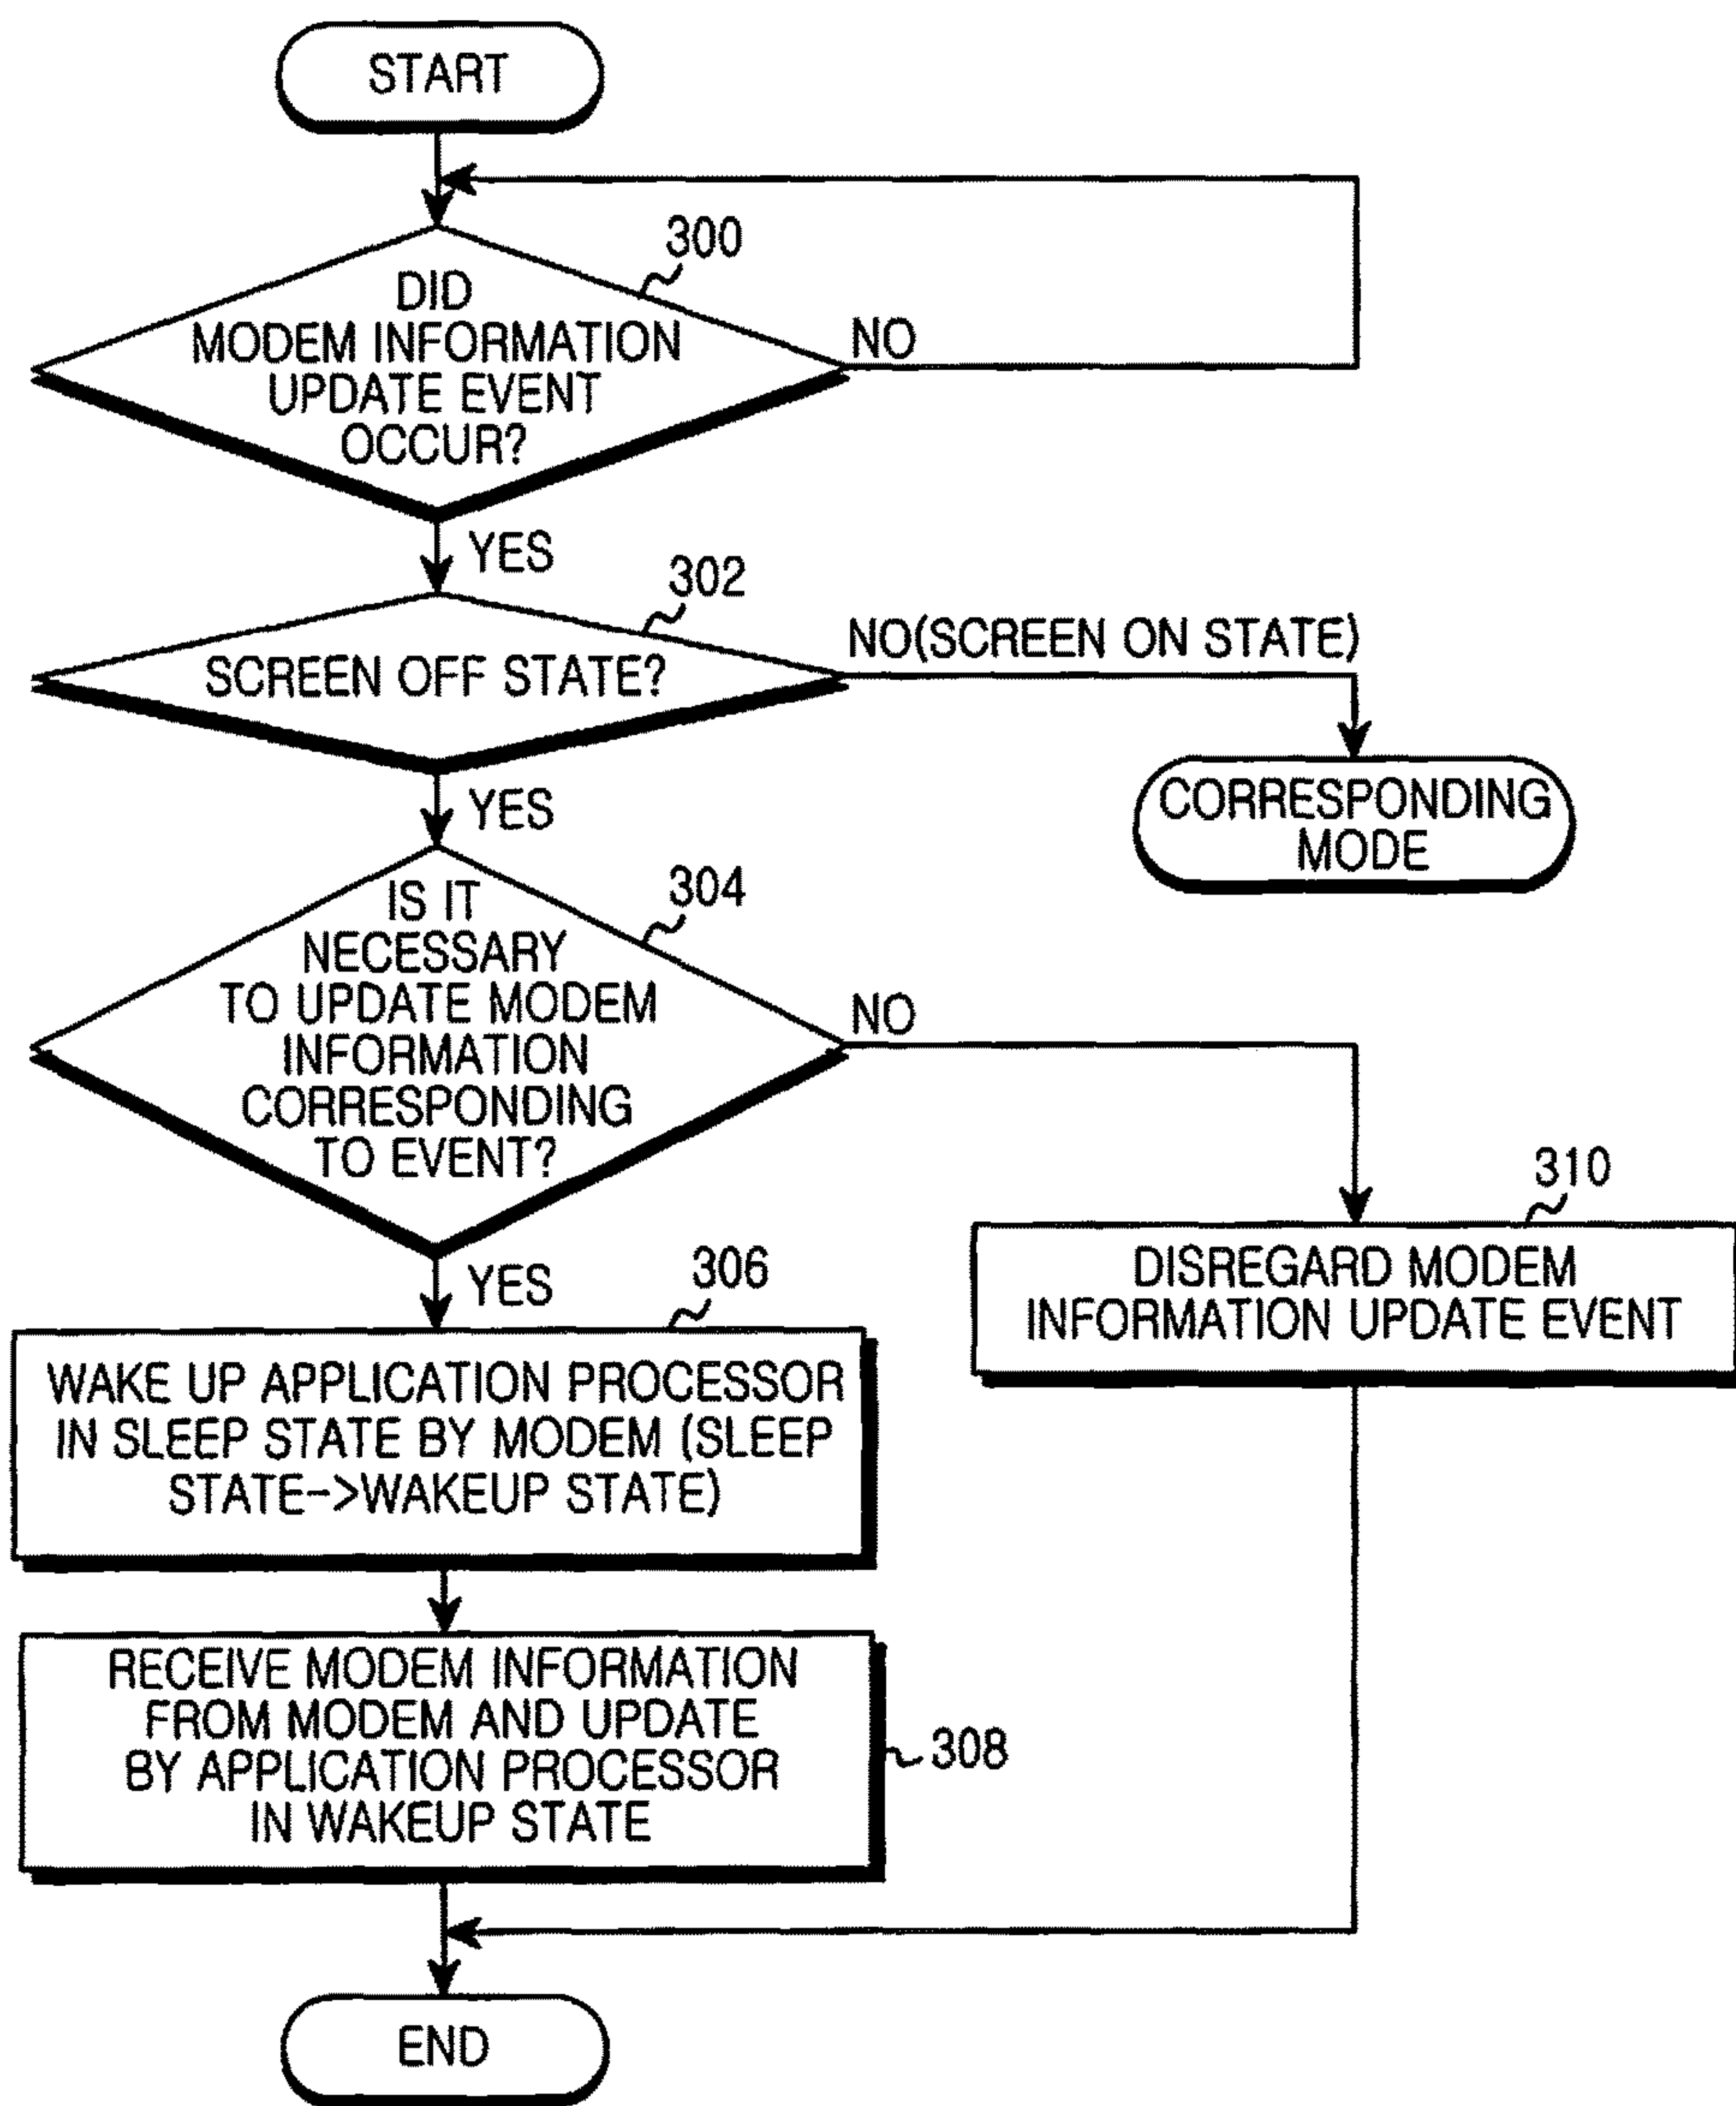 START
300
DID
MODEM INFORMATION
UPDATE EVENT
OCCUR?
NO
YES
302
SCREEN OFF STATE?
NO(SCREEN ON STATE)
CORRESPONDING
MODE
YES
304
IS IT
NECESSARY
TO UPDATE MODEM
INFORMATION
CORRESPONDING
TO EVENT?
NO
YES
310
DISREGARD MODEM
INFORMATION UPDATE EVENT
306
WAKE UP APPLICATION PROCESSOR
IN SLEEP STATE BY MODEM (SLEEP
STATE->WAKEUP STATE)
RECEIVE MODEM INFORMATION
FROM MODEM AND UPDATE
BY APPLICATION PROCESSOR
IN WAKEUP STATE
308
END